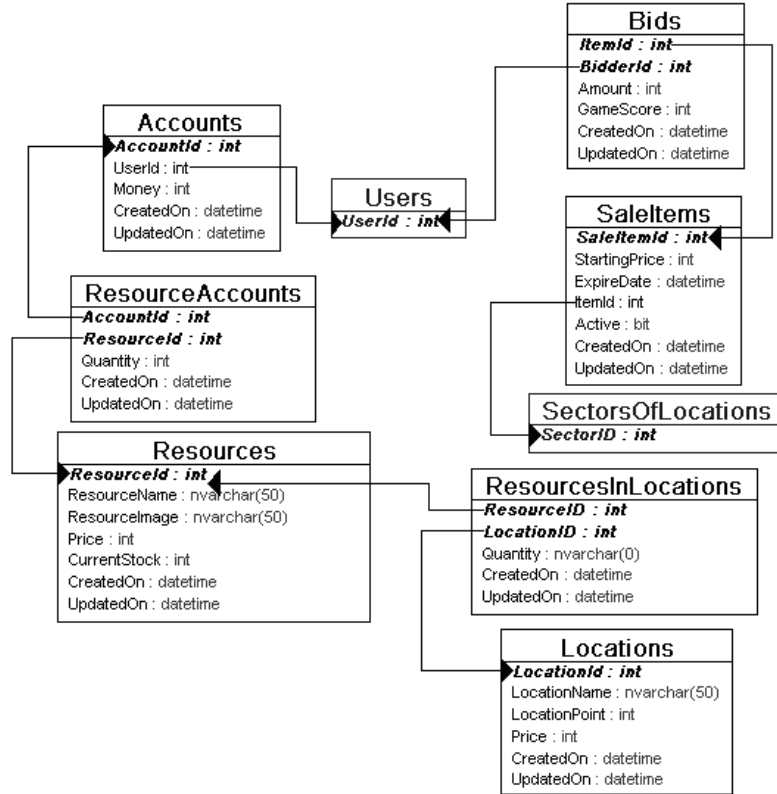 Bids
ItemId : int
BidderId : int
Amount : int
GameScore : int
CreatedOn : datetime
UpdatedOn : datetime
Accounts
AccountId : int
UserId : int
Money : int
CreatedOn : datetime
UpdatedOn : datetime
Users
UserId : int
SaleItems
SaleItemId : int
StartingPrice : int
ExpireDate : datetime
ItemId : int
Active : bit
CreatedOn : datetime
UpdatedOn : datetime
ResourceAccounts
AccountId : int
ResourceId : int
Quantity : int
CreatedOn : datetime
UpdatedOn : datetime
SectorsOfLocations
SectorID : int
Resources
ResourceId : int
ResourceName : nvarchar(50)
ResourceImage : nvarchar(50)
Price : int
CurrentStock : int
CreatedOn : datetime
UpdatedOn : datetime
ResourcesInLocations
ResourceID : int
LocationID : int
Quantity : nvarchar(0)
CreatedOn : datetime
UpdatedOn : datetime
Locations
LocationId : int
LocationName : nvarchar(50)
LocationPoint : int
Price : int
CreatedOn : datetime
UpdatedOn : datetime